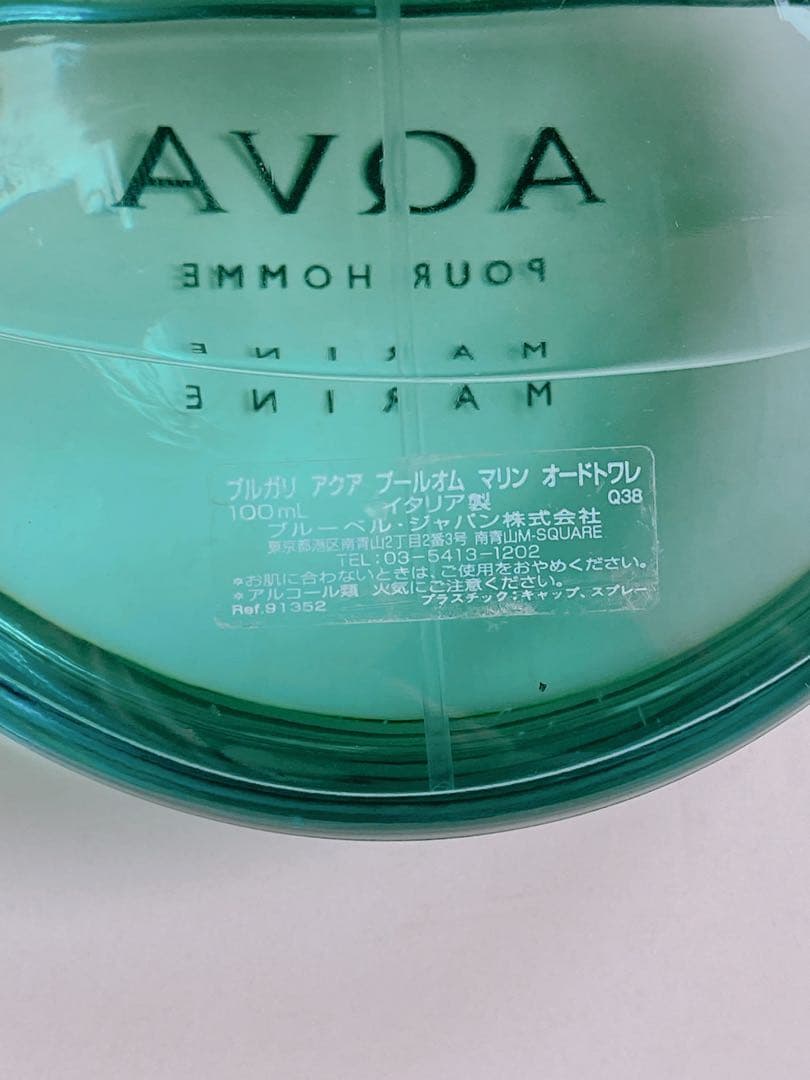 AQVA
POUR HOMME
MARINE
MARINE
ブルガリ アクア プールオム マリン オードトワレ
100mL イタリア製 Q38
ブルーベル・ジャパン株式会社
東京都港区南青山2丁目2番3号 南青山M-SQUARE
TEL:03-5413-1202
*お肌に合わないときは、ご使用をおやめください。
*アルコール類 火気にご注意ください。
Ref.91352 プラスチック:キャップ、スプレー